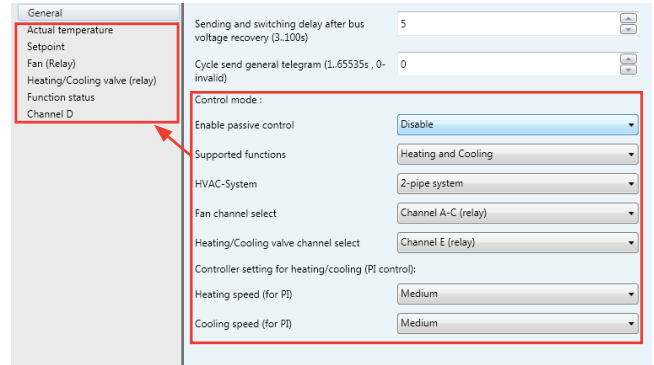 General
Actual temperature
Setpoint
Fan (Relay)
Heating/Cooling valve (relay)
Function status
Channel D
Sending and switching delay after bus
voltage recovery (3..100s)
5
Cycle send general telegram (1..65535s , 0-
invalid)
0
Control mode :
Enable passive control
Disable
Supported functions
Heating and Cooling
HVAC-System
2-pipe system
Fan channel select
Channel A-C (relay)
Heating/Cooling valve channel select
Channel E (relay)
Controller setting for heating/cooling (PI control):
Heating speed (for PI)
Medium
Cooling speed (for PI)
Medium